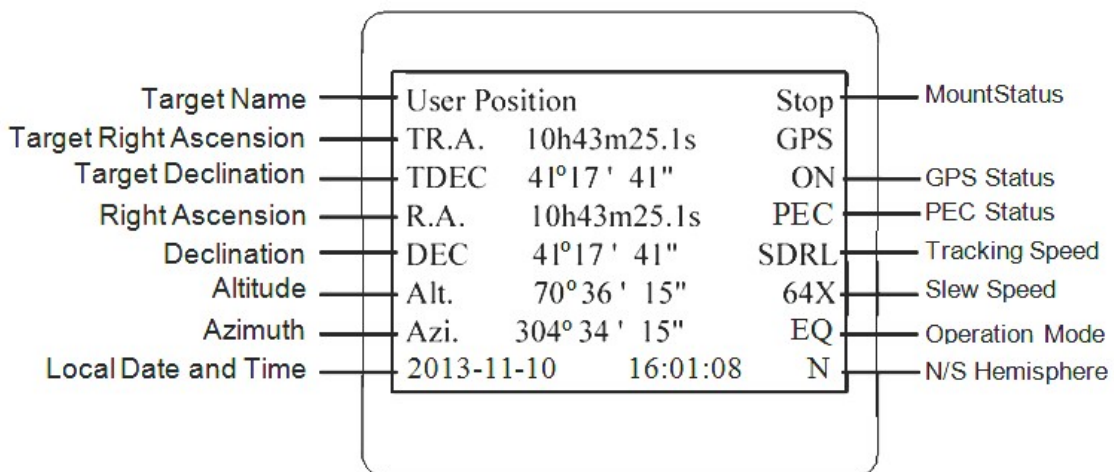 Target Name User Position Stop MountStatus
Target Right Ascension TR.A. 10h43m25.1s GPS
Target Declination TDEC 41°17 ' 41" ON GPS Status
Right Ascension R.A. 10h43m25.1s PEC PEC Status
Declination DEC 41°17 ' 41" SDRL Tracking Speed
Altitude Alt. 70°36 ' 15" 64X Slew Speed
Azimuth Azi. 304°34 ' 15" EQ Operation Mode
Local Date and Time 2013-11-10 16:01:08 N N/S Hemisphere